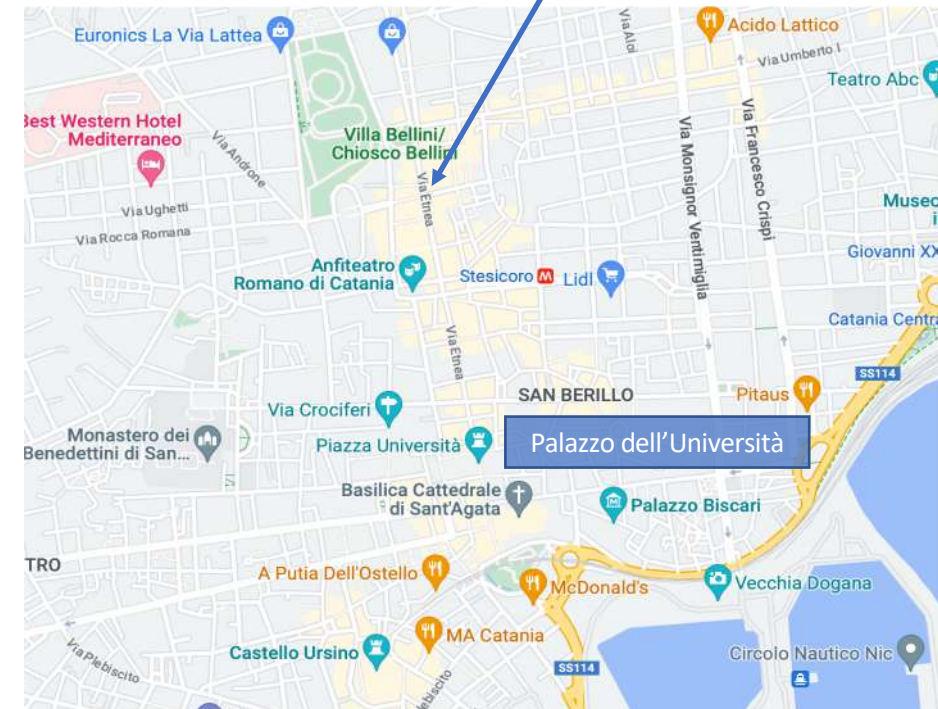 Euronics La Via Lattea
Via Aloi
Acido Lattico
Via Umberto I
Teatro Abc
Best Western Hotel
Mediterraneo
Via Androne
Villa Bellini/
Chiosco Bellini
Via Etnea
Via Monsignor Ventimiglia
Via Francesco Crispi
Via Ughetti
Via Rocca Romana
Museo
i
Giovanni XX
Anfiteatro
Romano di Catania
Stesicoro M Lidl
Catania Centra
Via Etnea
SS114
SAN BERILLO
Pitaus
Via Crociferi
Monastero dei
Benedettini di San...
Piazza Università
Palazzo dell'Università
Basilica Cattedrale
di Sant'Agata
Palazzo Biscari
TRO
A Putia Dell'Ostello
McDonald's
Vecchia Dogana
MA Catania
Castello Ursino
Via Plebiscito
ebiscito
SS114
Circolo Nautico Nic